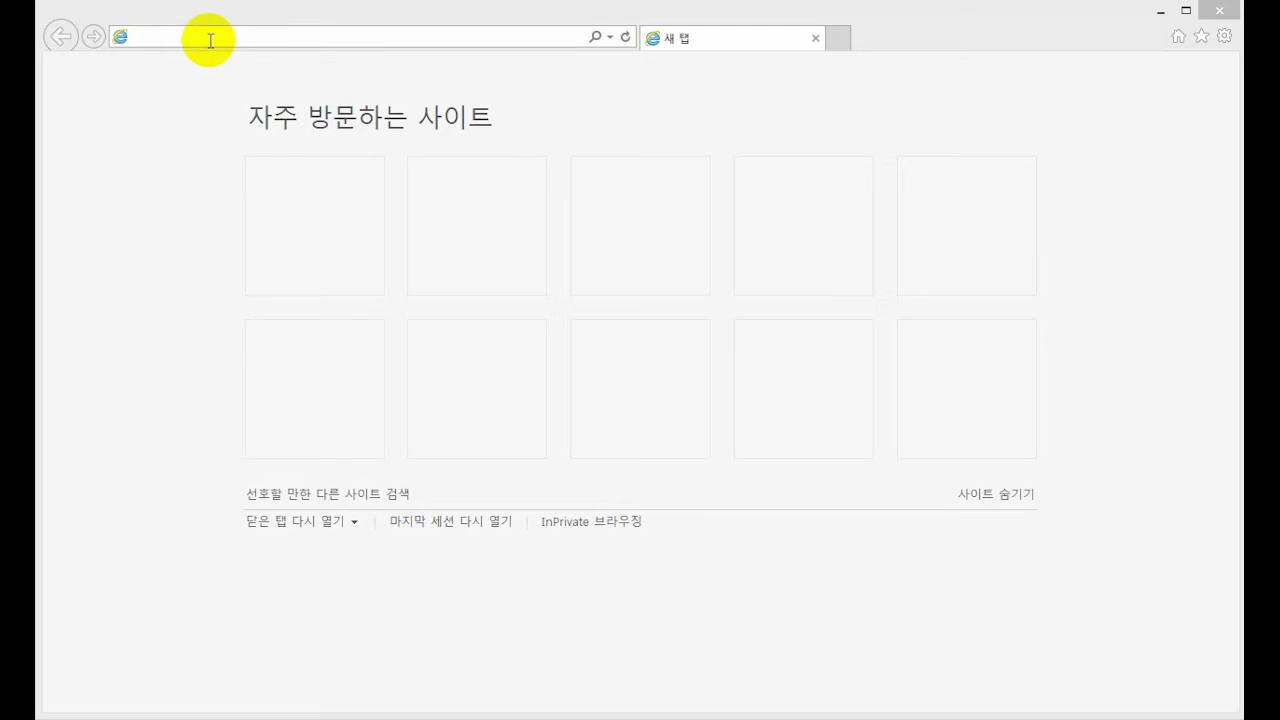 새 탭
자주 방문하는 사이트
선호할 만한 다른 사이트 검색
사이트 숨기기
닫은 탭 다시 열기
마지막 세션 다시 열기
InPrivate 브라우징